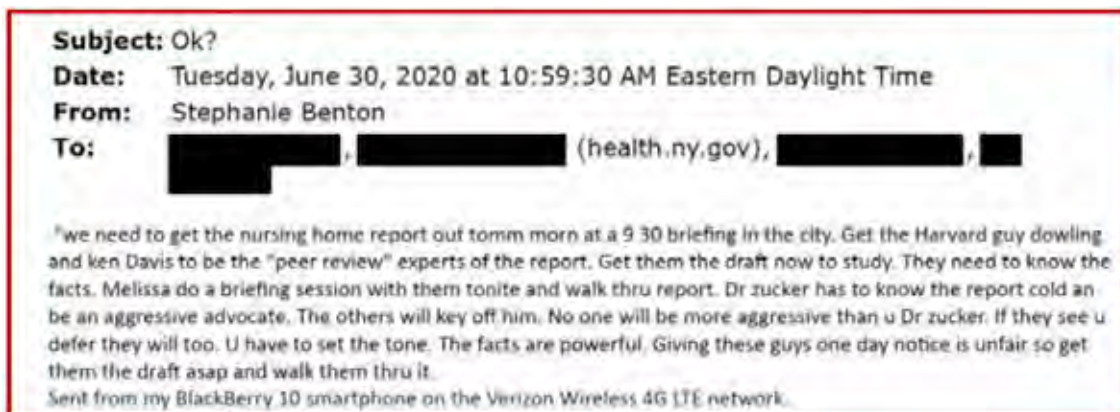 Subject: Ok?
Date: Tuesday, June 30, 2020 at 10:59:30 AM Eastern Daylight Time
From: Stephanie Benton
To: , (health.ny.gov), ,
"we need to get the nursing home report out tomm morn at a 9 30 briefing in the city. Get the Harvard guy dowling
and ken Davis to be the "peer review" experts of the report. Get them the draft now to study. They need to know the
facts. Melissa do a briefing session with them tonite and walk thru report. Dr zucker has to know the report cold an
be an aggressive advocate. The others will key off him. No one will be more aggressive than u Dr zucker. If they see u
defer they will too. U have to set the tone. The facts are powerful. Giving these guys one day notice is unfair so get
them the draft asap and walk them thru it.
Sent from my BlackBerry 10 smartphone on the Verizon Wireless 4G LTE network.